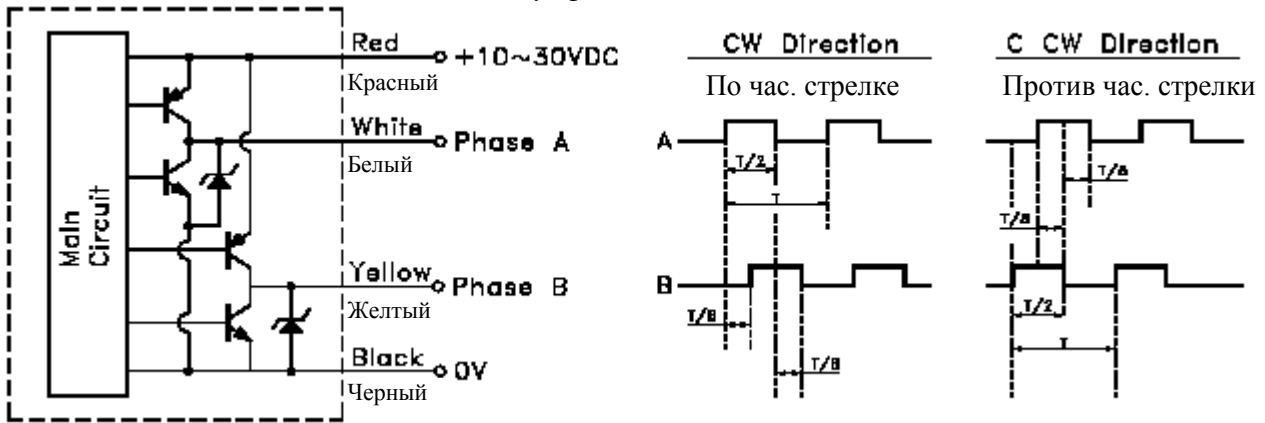 Red
+10~30VDC
Красный
White
Phase A
Белый
Main
Circuit
Yellow
Phase B
Желтый
Black
0V
Черный
CW Direction
По час. стрелке
A
T/2
T
B
T/8
T/8
C CW Direction
Против час. стрелки
T/8
T/8
T/2
T